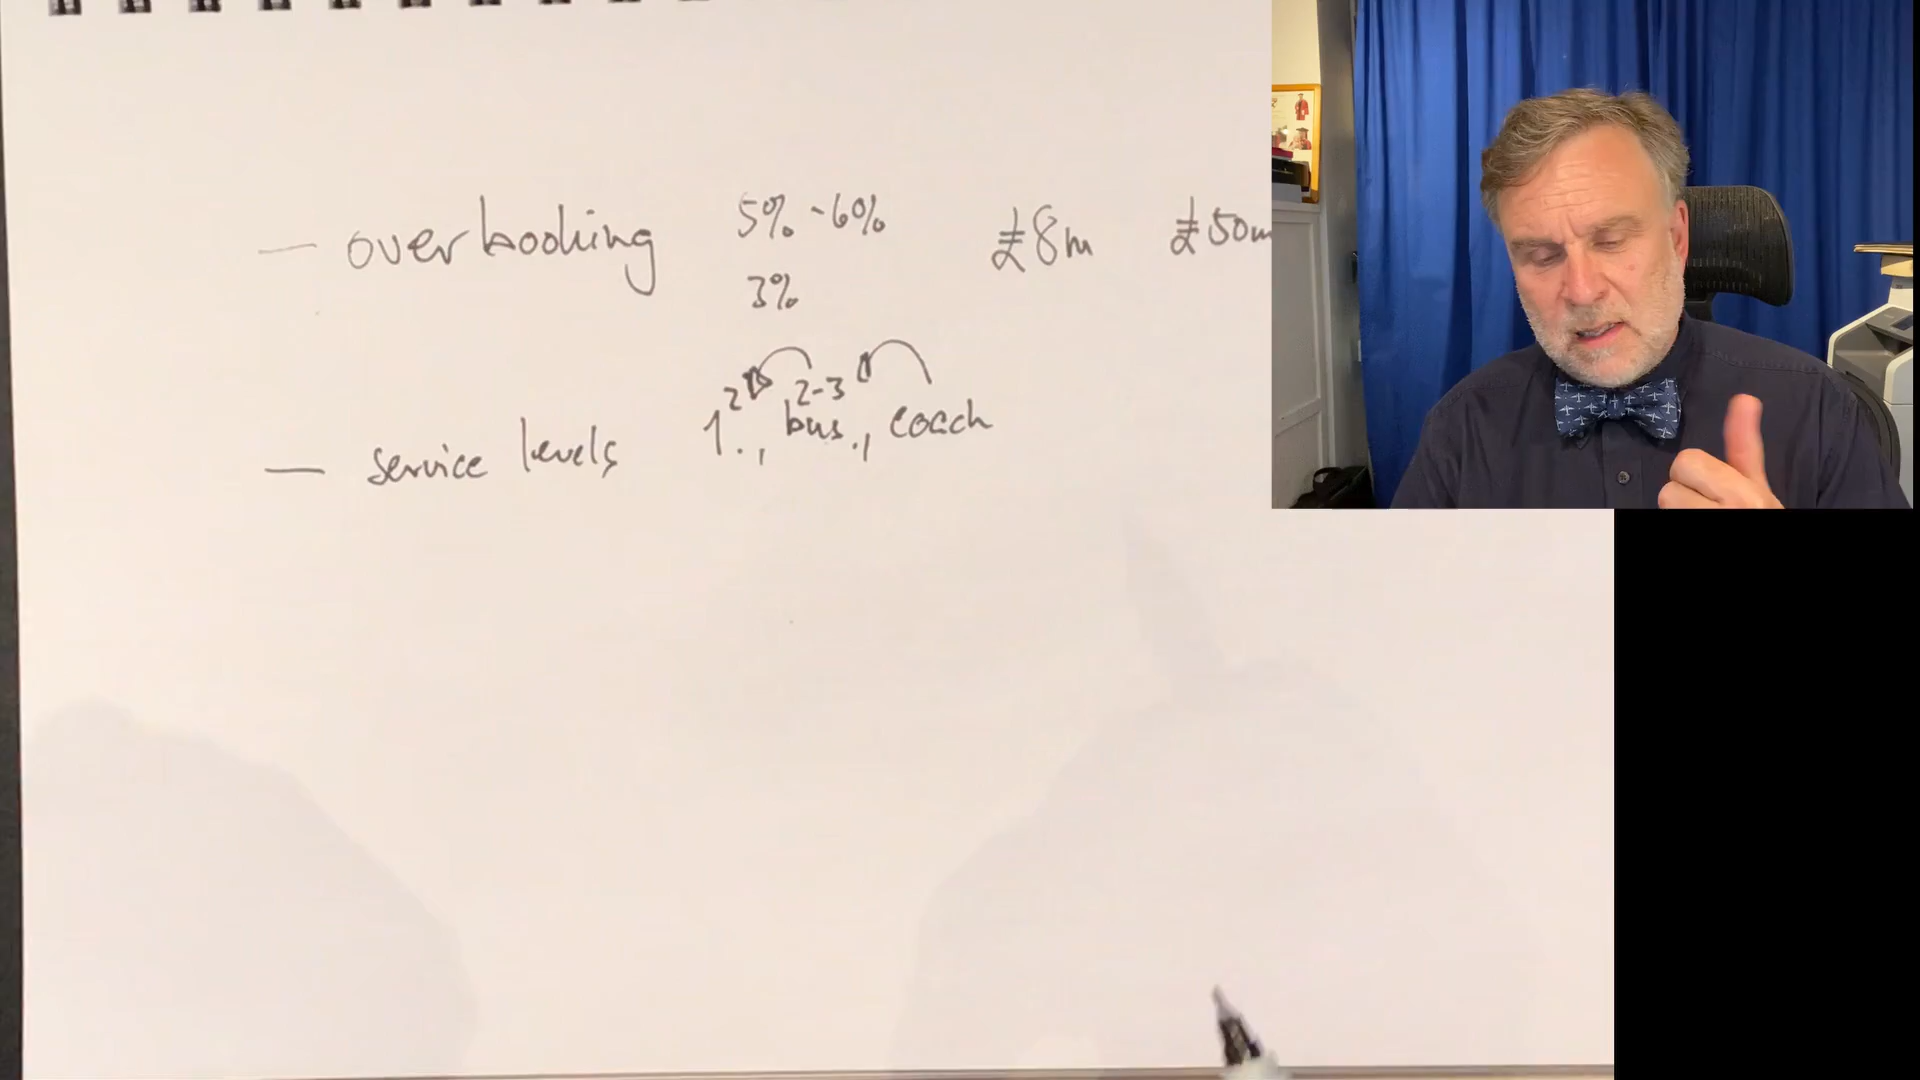 — overbooking 5% - 6% £8m £50m
3%
2 2-3
— service levels 1., bus., coach